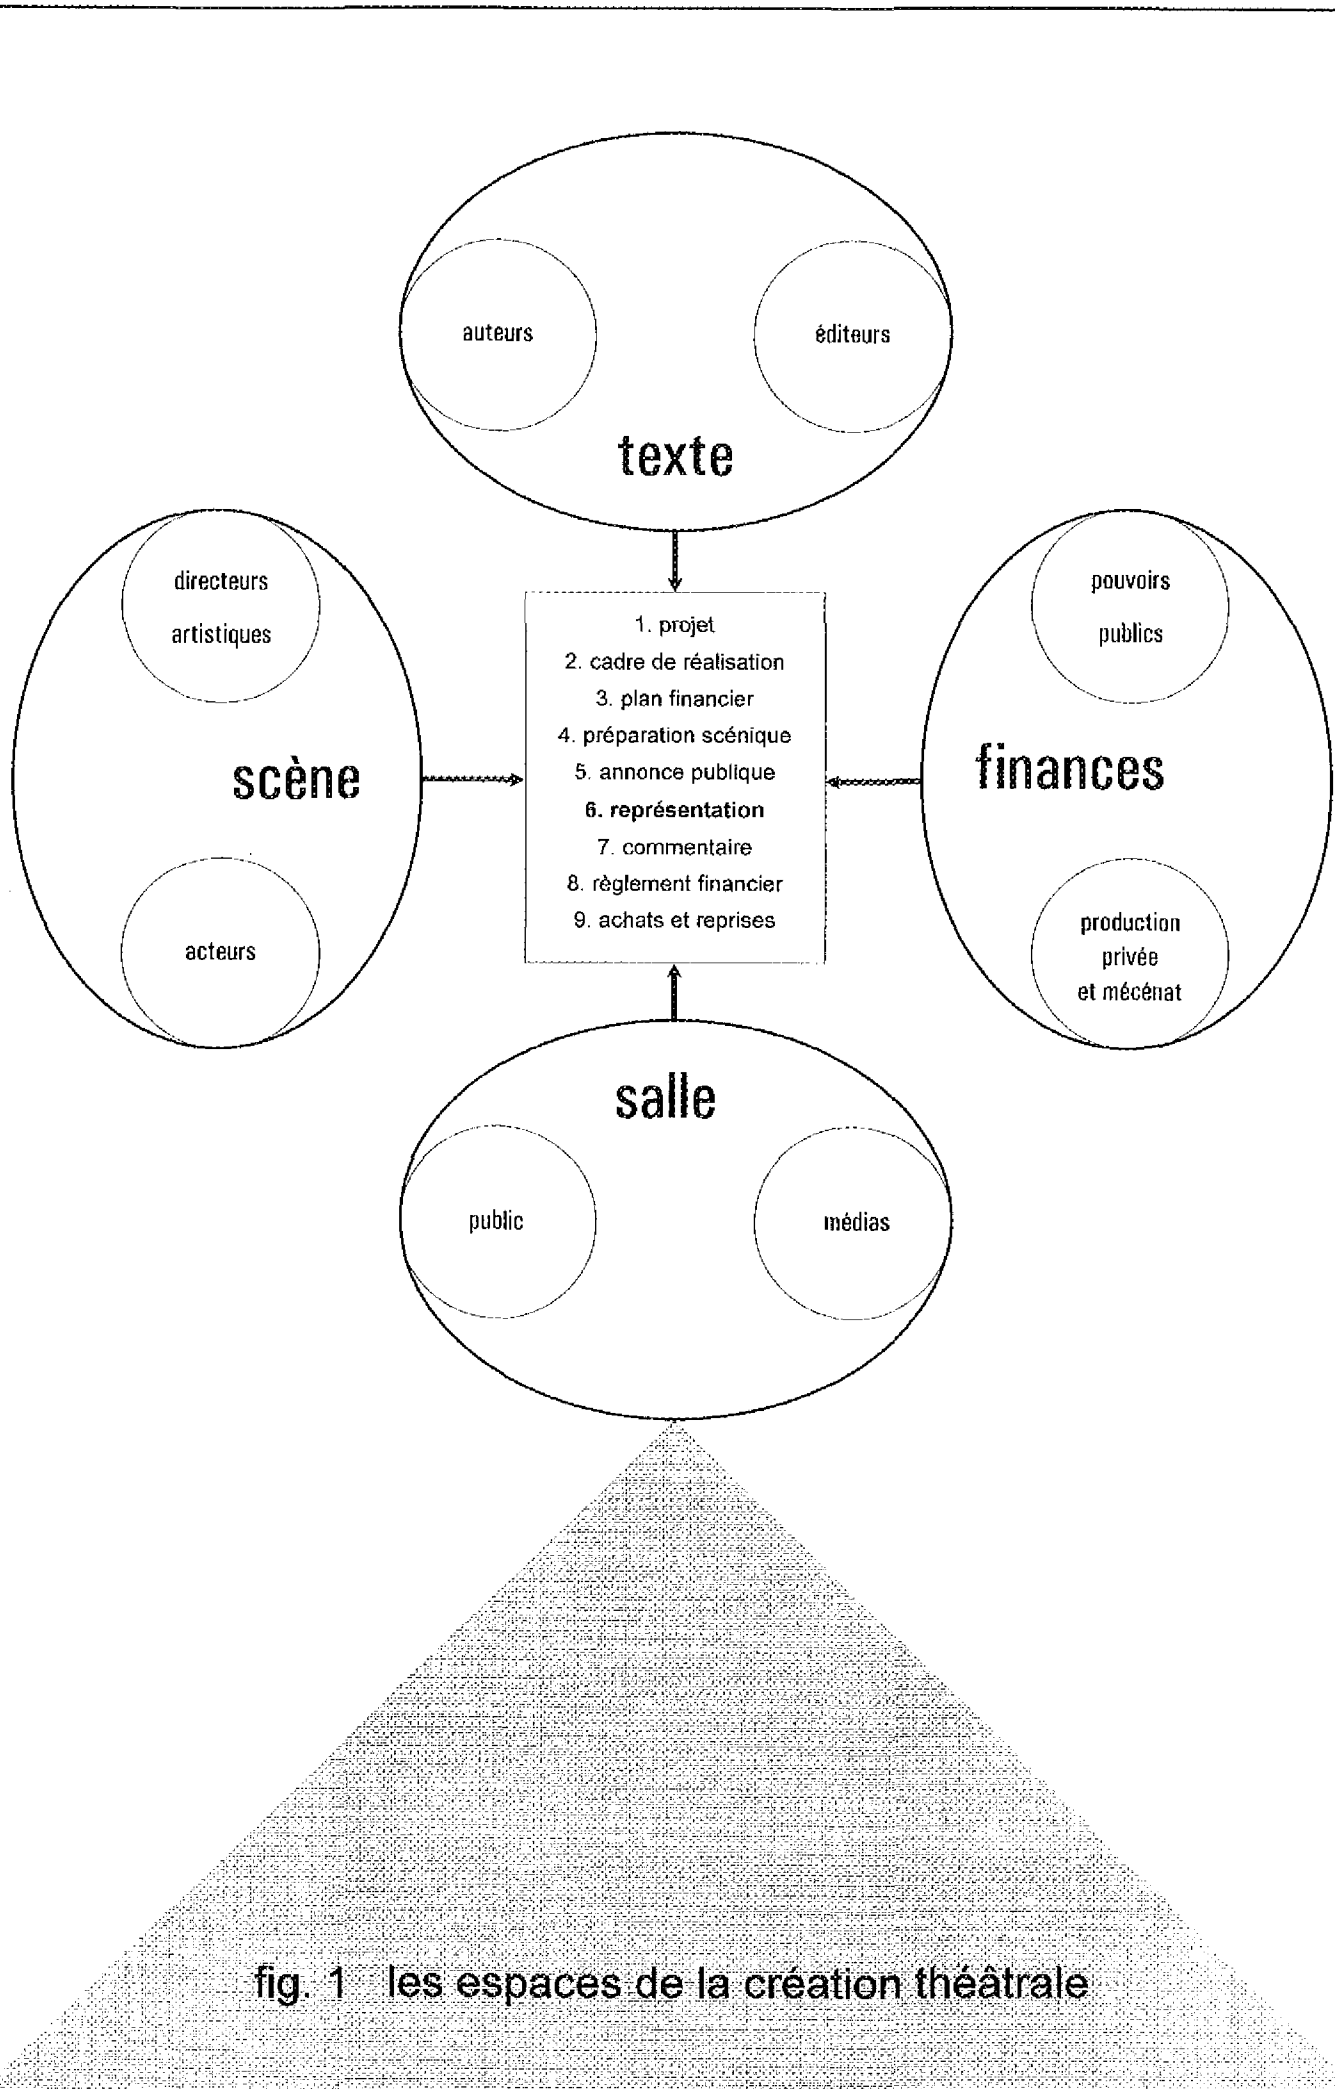 auteurs
éditeurs
texte
directeurs
artistiques
scène
acteurs
1. projet
2. cadre de réalisation
3. plan financier
4. préparation scénique
5. annonce publique
6. représentation
7. commentaire
8. règlement financier
9. achats et reprises
pouvoirs
publics
finances
production
privée
et mécénat
salle
public
médias
fig. 1 les espaces de la création théâtrale